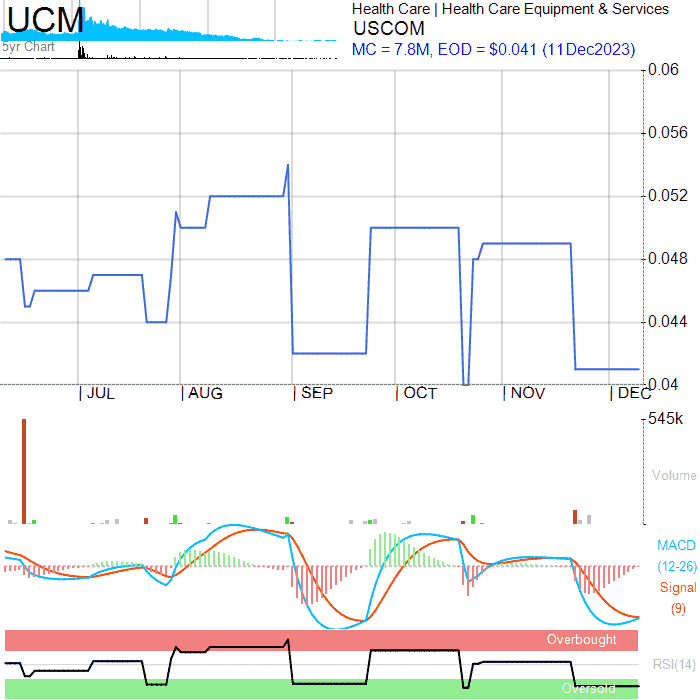 UCM
5yr Chart
Health Care | Health Care Equipment & Services
USCOM
MC = 7.8M, EOD = $0.041 (11Dec2023)
0.06
0.056
0.052
0.048
0.044
0.04
JUL AUG SEP OCT NOV DEC
545k
Volume
MACD
(12-26)
Signal
(9)
Overbought
RSI(14)
Oversold